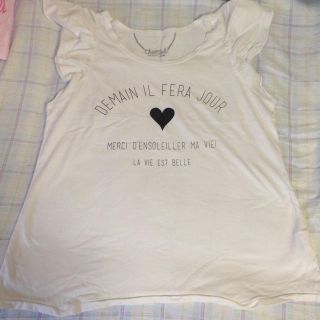 DEMAIN IL FERA JOUR
MERCI D'ENSOLEILLER MA VIE!
LA VIE EST BELLE